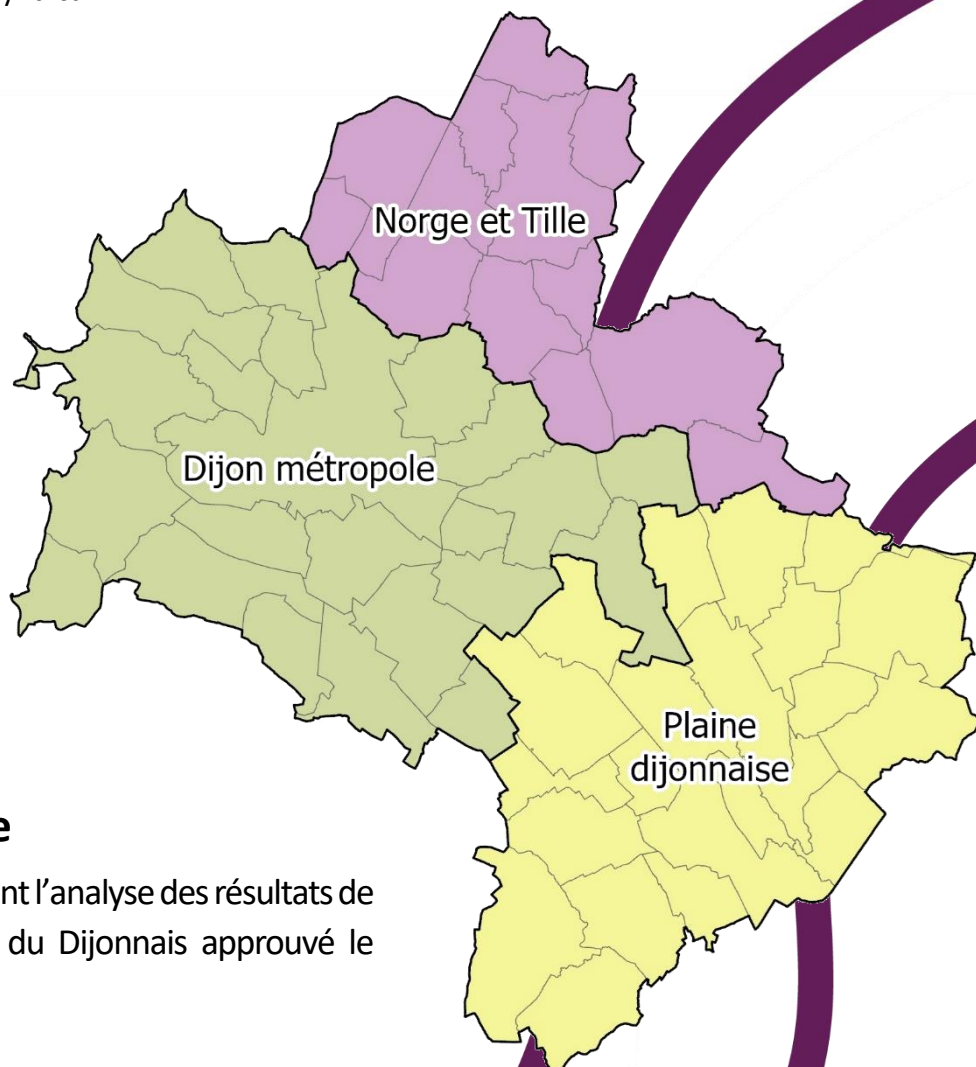 Norge et Tille
Dijon métropole
Plaine
dijonnaise
nt l'analyse des résultats de
du Dijonnais approuvé le